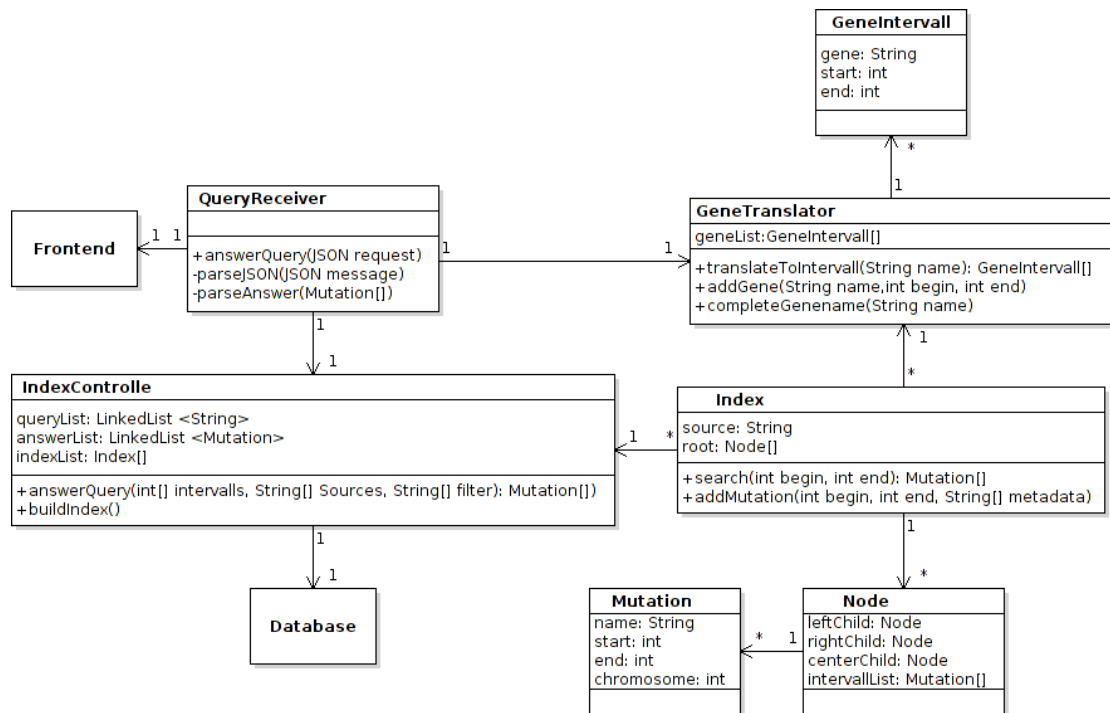 GeneIntervall
gene: String
start: int
end: int
*
1
QueryReceiver
+answerQuery(JSON request)
-parseJSON(JSON message)
-parseAnswer(Mutation[])
Frontend
1 1
1
1
GeneTranslator
geneList:GeneIntervall[]
+translateToIntervall(String name): GeneIntervall[]
+addGene(String name,int begin, int end)
+completeGenename(String name)
1
1
1
*
IndexControlle
queryList: LinkedList <String>
answerList: LinkedList <Mutation>
indexList: Index[]
+answerQuery(int[] intervalls, String[] Sources, String[] filter): Mutation[])
+buildIndex()
1 *
Index
source: String
root: Node[]
+search(int begin, int end): Mutation[]
+addMutation(int begin, int end, String[] metadata)
1
1
1
*
Database
Mutation
name: String
start: int
end: int
chromosome: int
* 1
Node
leftChild: Node
rightChild: Node
centerChild: Node
intervallList: Mutation[]